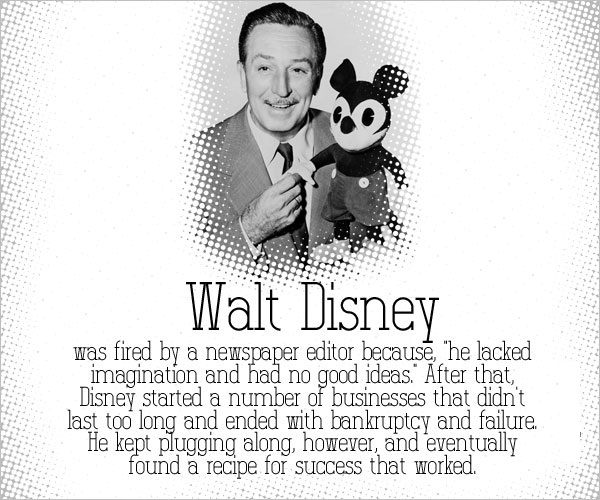 Walt Disney
was fired by a newspaper editor because, "he lacked
imagination and had no good ideas." After that,
Disney started a number of businesses that didn't
last too long and ended with bankruptcy and failure.
He kept plugging along, however, and eventually
found a recipe for success that worked.